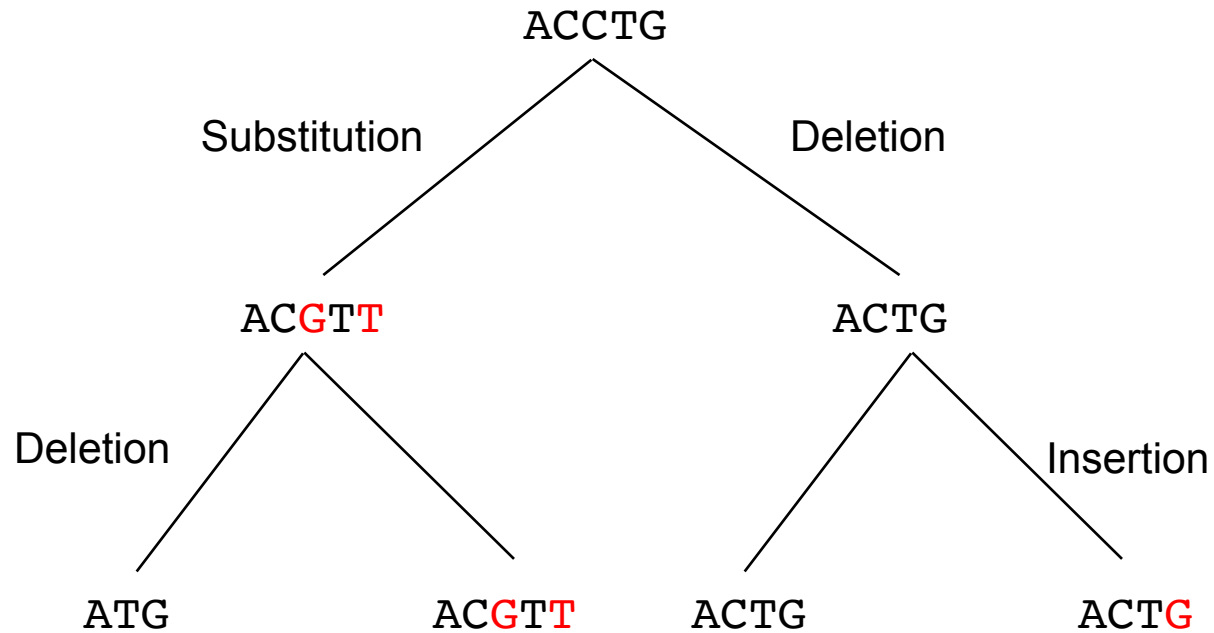 ACCTG
Substitution
Deletion
ACGTT
ACTG
Deletion
Insertion
ATG
ACGTT
ACTG
ACTG